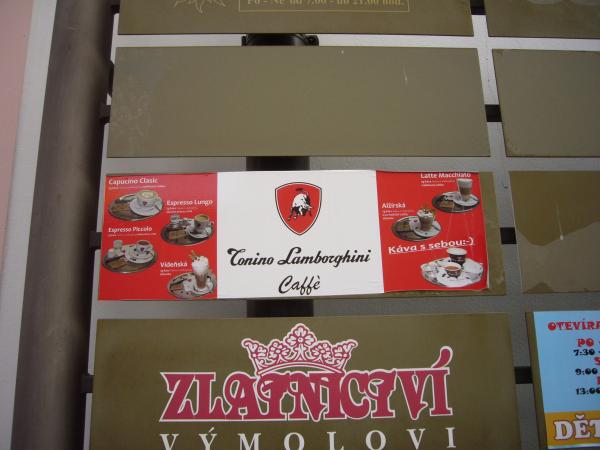 Po - Ne od 7.00 - do 21.00 hod.
Capucino Clasic
Espresso Lungo
Espresso Piccolo
Vídeňská
Tonino Lamborghini
Caffè
Latte Macchiato
Alžírská
Káva s sebou:-)
ZLATNICTVÍ
VÝMOLOVI
OTEVÍRA
PO
7:30
9:00
13:00
DĚT